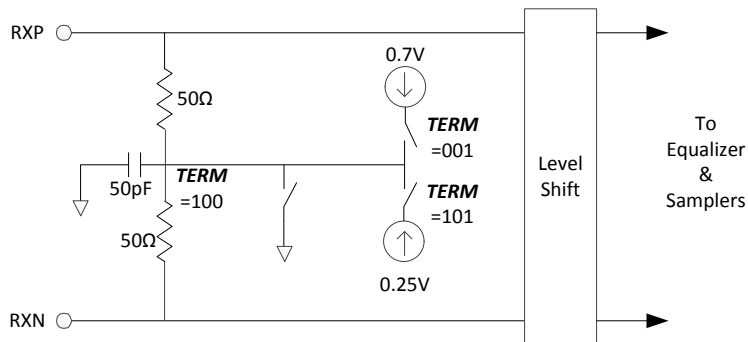 RXP
50Ω
50pF
TERM
=100
50Ω
RXN
0.7V
TERM
=001
TERM
=101
0.25V
Level
Shift
To
Equalizer
&
Samplers